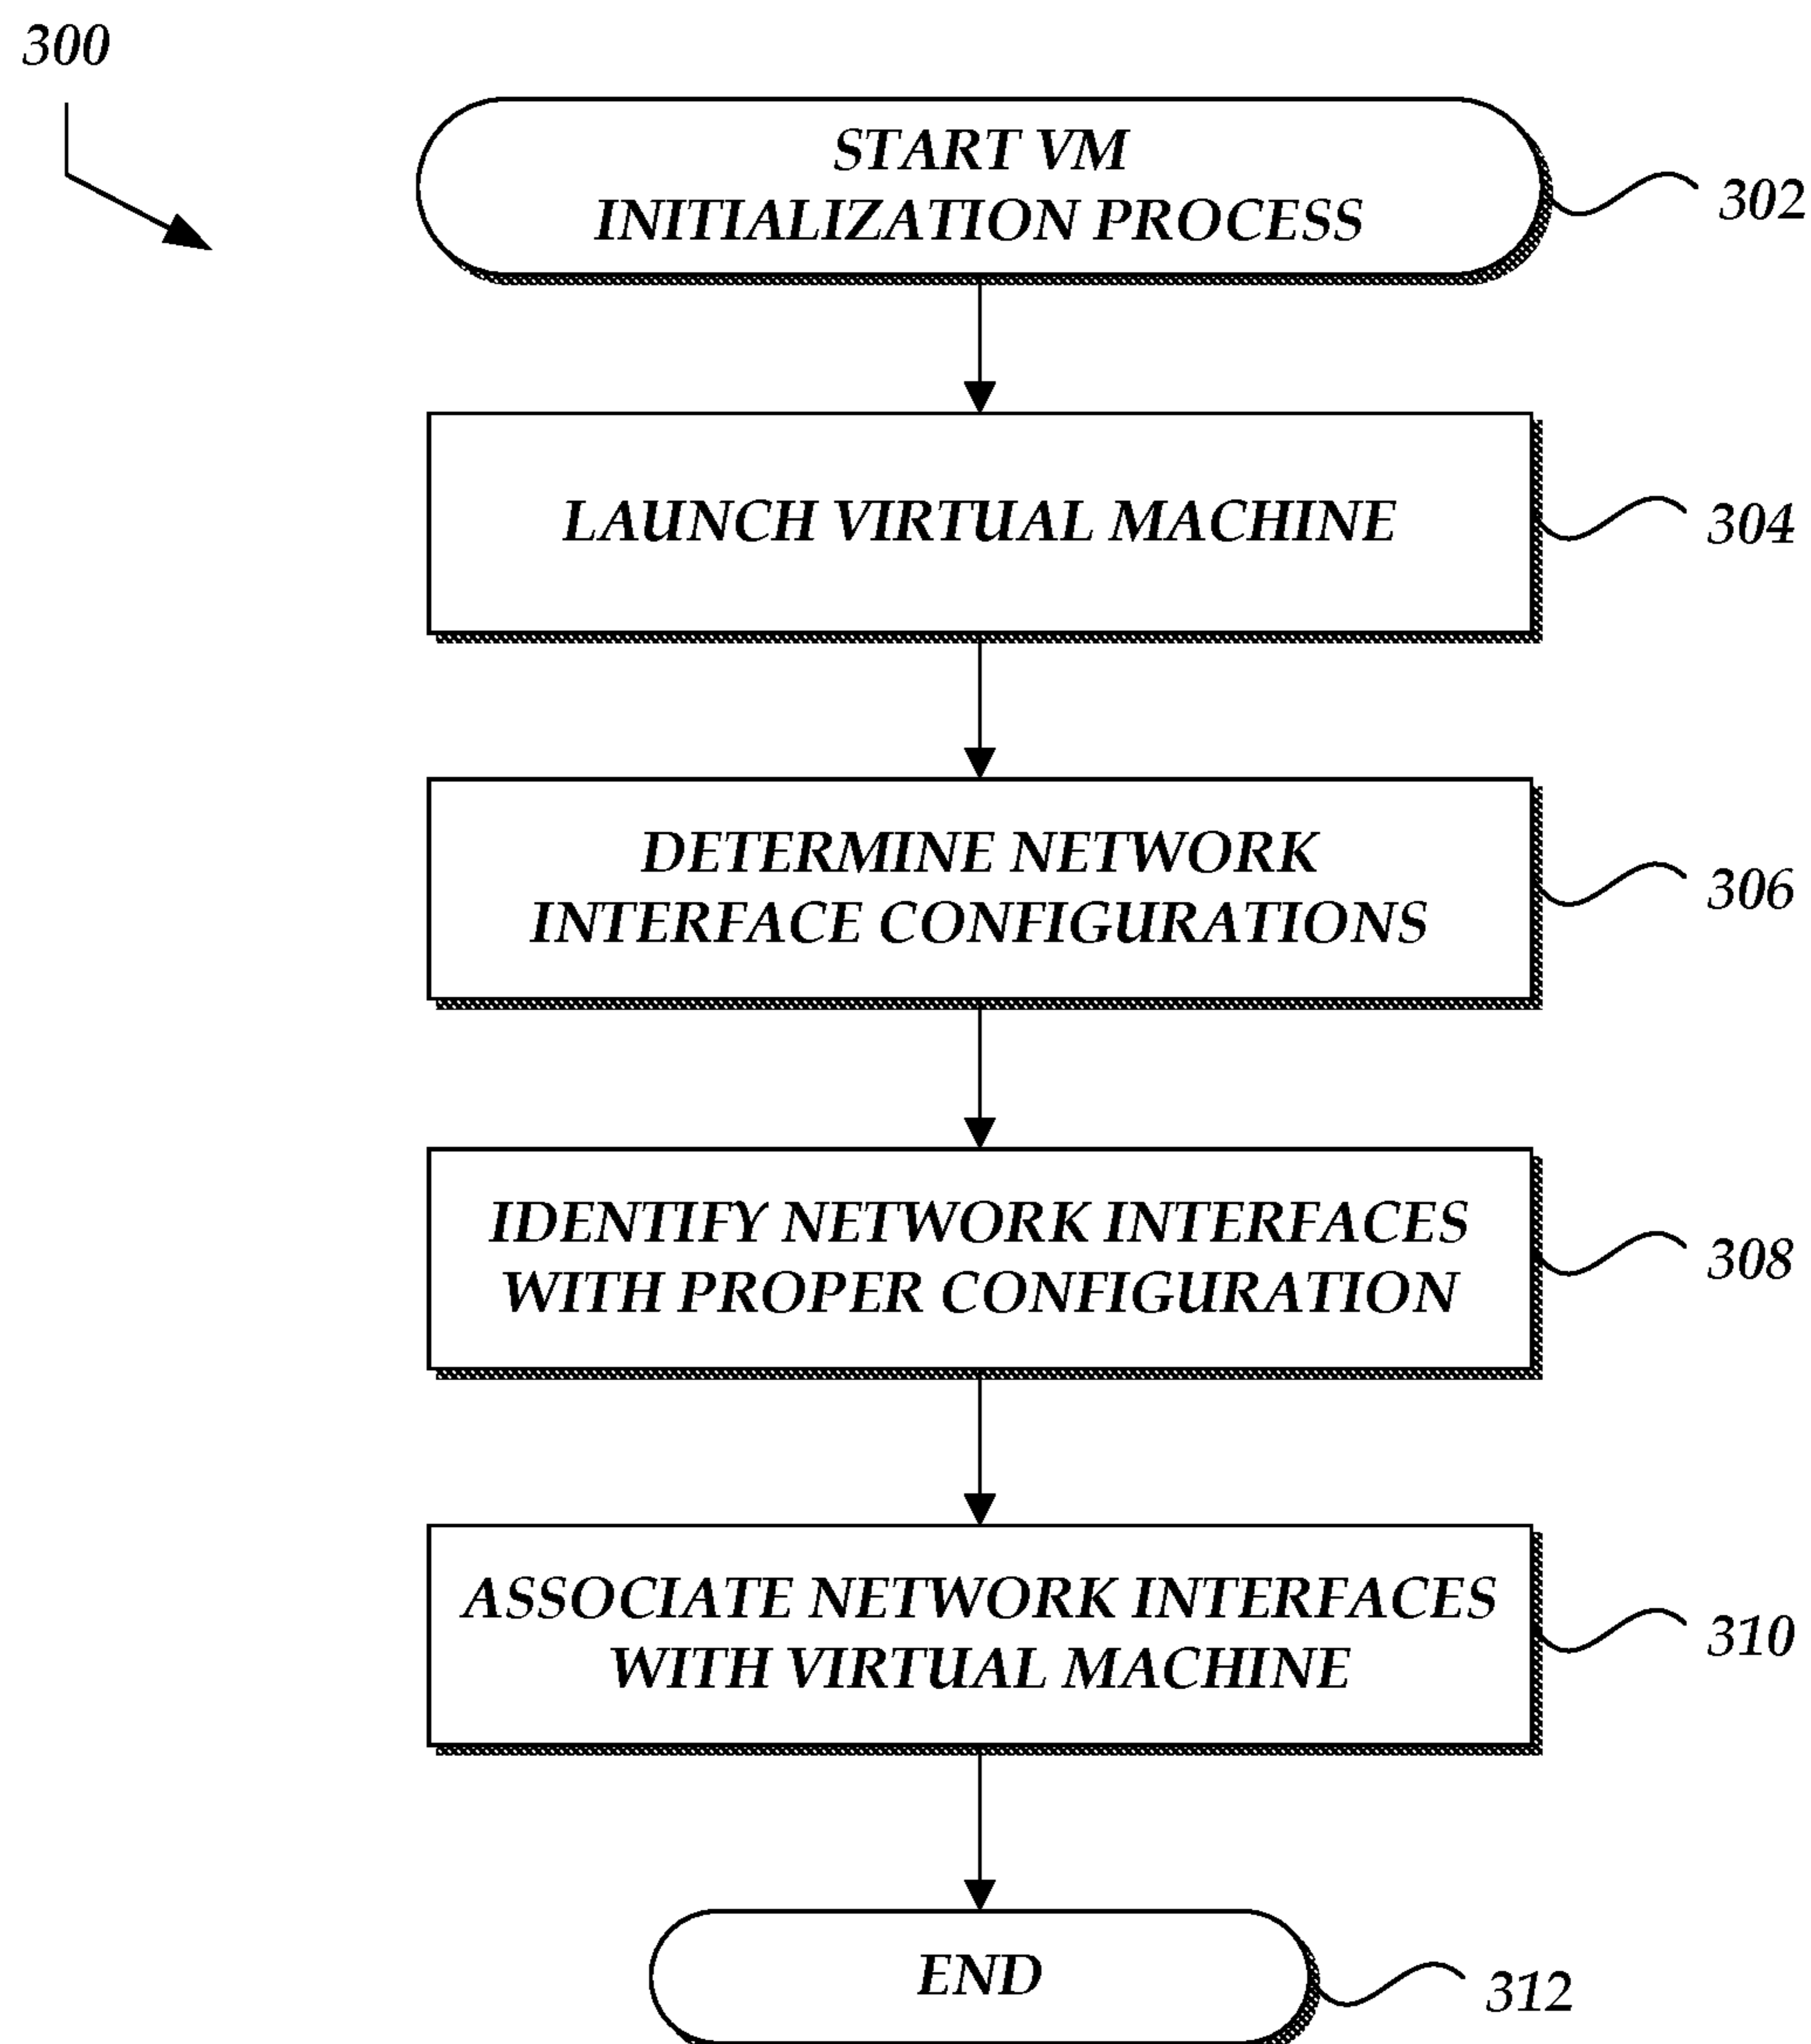 300
START VM
INITIALIZATION PROCESS
302
LAUNCH VIRTUAL MACHINE
304
DETERMINE NETWORK
INTERFACE CONFIGURATIONS
306
IDENTIFY NETWORK INTERFACES
WITH PROPER CONFIGURATION
308
ASSOCIATE NETWORK INTERFACES
WITH VIRTUAL MACHINE
310
END
312